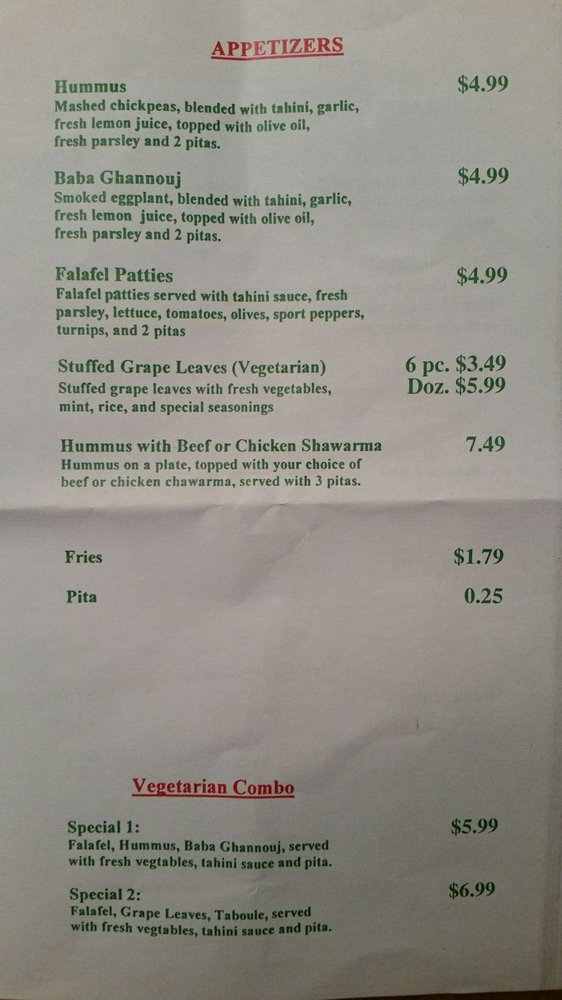 APPETIZERS
Hummus $4.99
Mashed chickpeas, blended with tahini, garlic,
fresh lemon juice, topped with olive oil,
fresh parsley and 2 pitas.
Baba Ghannouj $4.99
Smoked eggplant, blended with tahini, garlic,
fresh lemon juice, topped with olive oil,
fresh parsley and 2 pitas.
Falafel Patties $4.99
Falafel patties served with tahini sauce, fresh
parsley, lettuce, tomatoes, olives, sport peppers,
turnips, and 2 pitas
Stuffed Grape Leaves (Vegetarian) 6 pc. $3.49
Stuffed grape leaves with fresh vegetables, Doz. $5.99
mint, rice, and special seasonings
Hummus with Beef or Chicken Shawarma 7.49
Hummus on a plate, topped with your choice of
beef or chicken chawarma, served with 3 pitas.
Fries $1.79
Pita 0.25
Vegetarian Combo
Special 1: $5.99
Falafel, Hummus, Baba Ghannouj, served
with fresh vegtables, tahini sauce and pita.
Special 2: $6.99
Falafel, Grape Leaves, Taboule, served
with fresh vegtables, tahini sauce and pita.